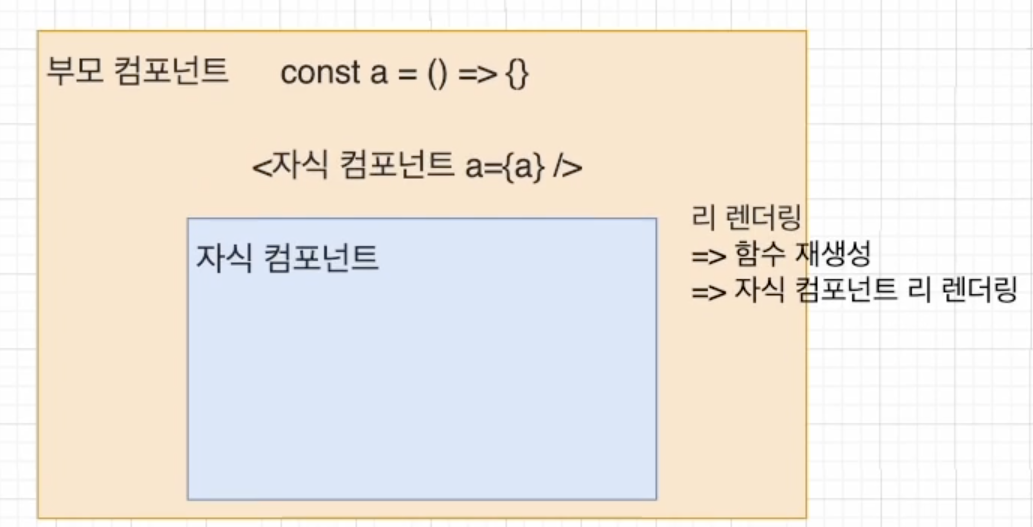 부모 컴포넌트 const a = () => {}
<자식 컴포넌트 a={a} />
자식 컴포넌트
리 렌더링
=> 함수 재생성
=> 자식 컴포넌트 리 렌더링